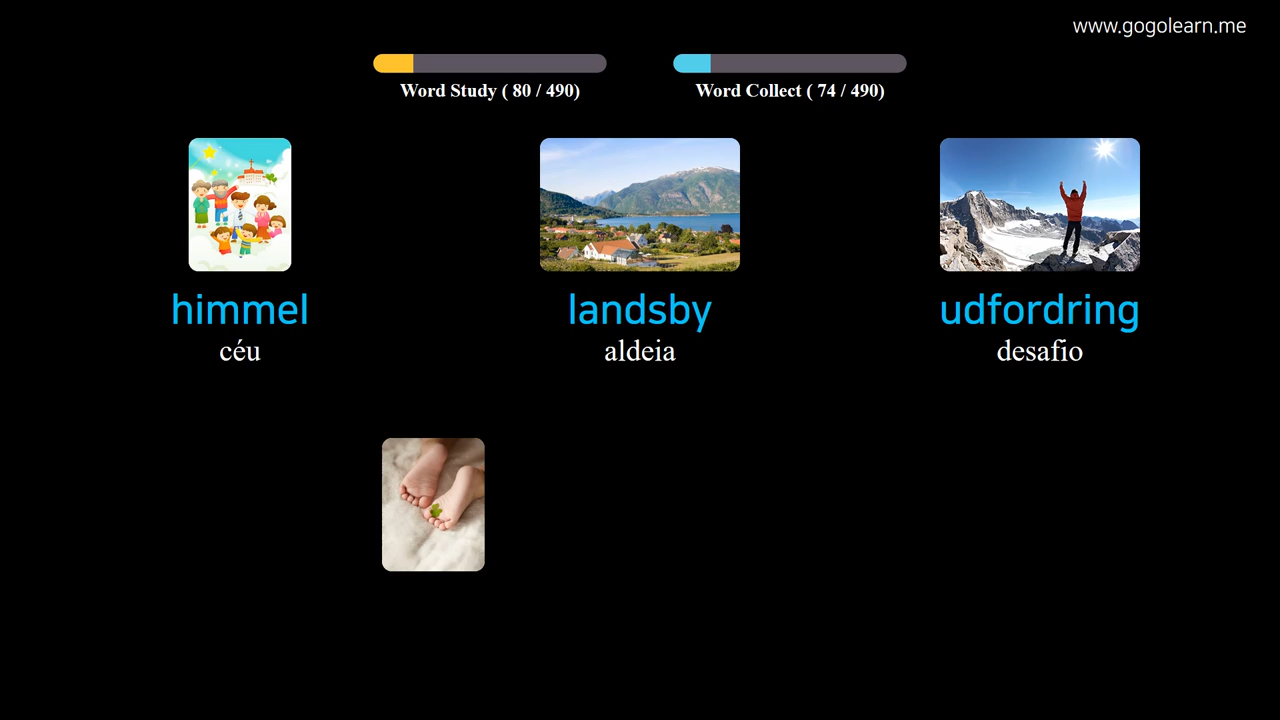 www.gogolearn.me
Word Study ( 80 / 490)
Word Collect ( 74 / 490)
himmel
céu
landsby
aldeia
udfordring
desafio